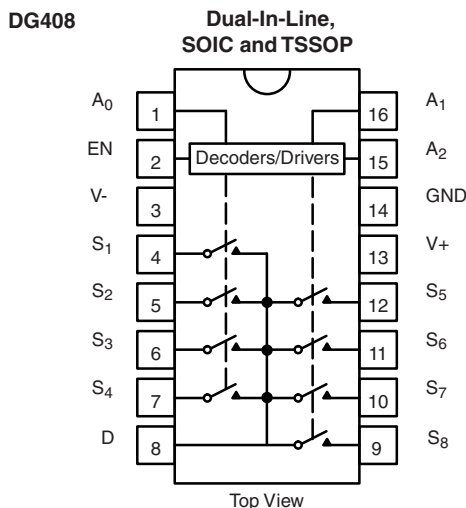 DG408
Dual-In-Line,
SOIC and TSSOP
A0 1 16 A1
EN 2 Decoders/Drivers 15 A2
V- 3 14 GND
S1 4 13 V+
S2 5 12 S5
S3 6 11 S6
S4 7 10 S7
D 8 9 S8
Top View